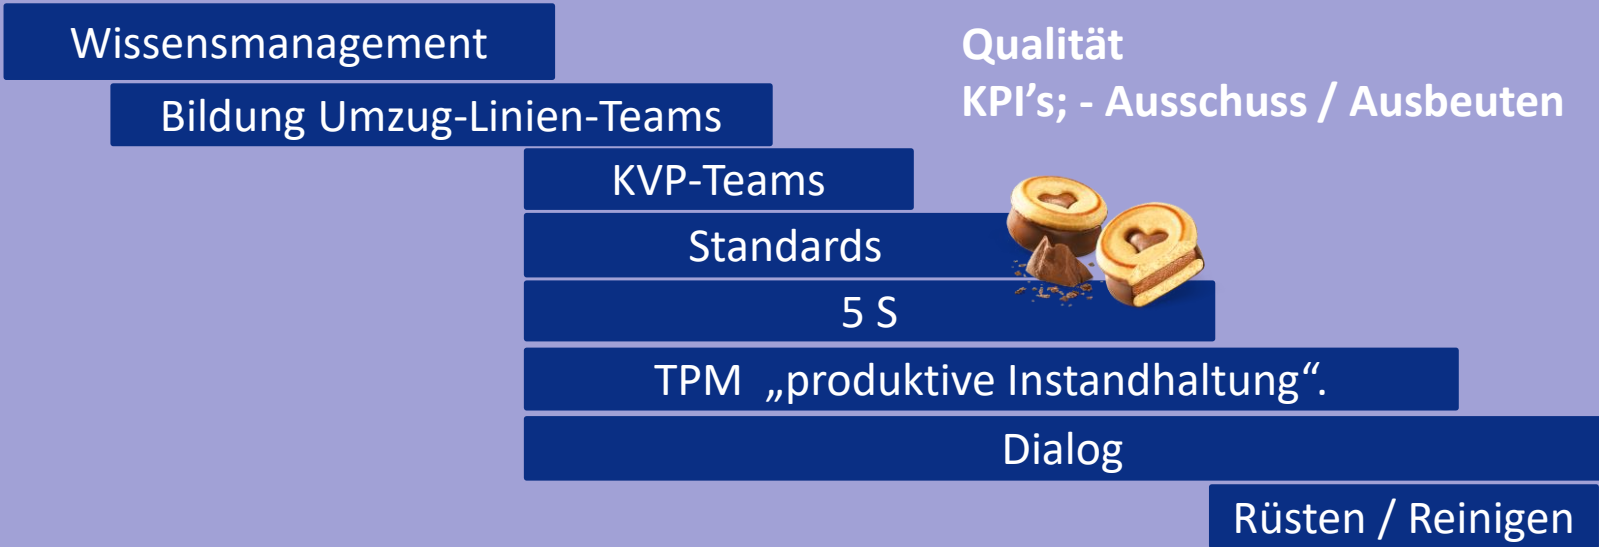 Wissensmanagement
Qualität
KPI's; - Ausschuss / Ausbeuten
Bildung Umzug-Linien-Teams
KVP-Teams
Standards
5 S
TPM „produktive Instandhaltung“.
Dialog
Rüsten / Reinigen